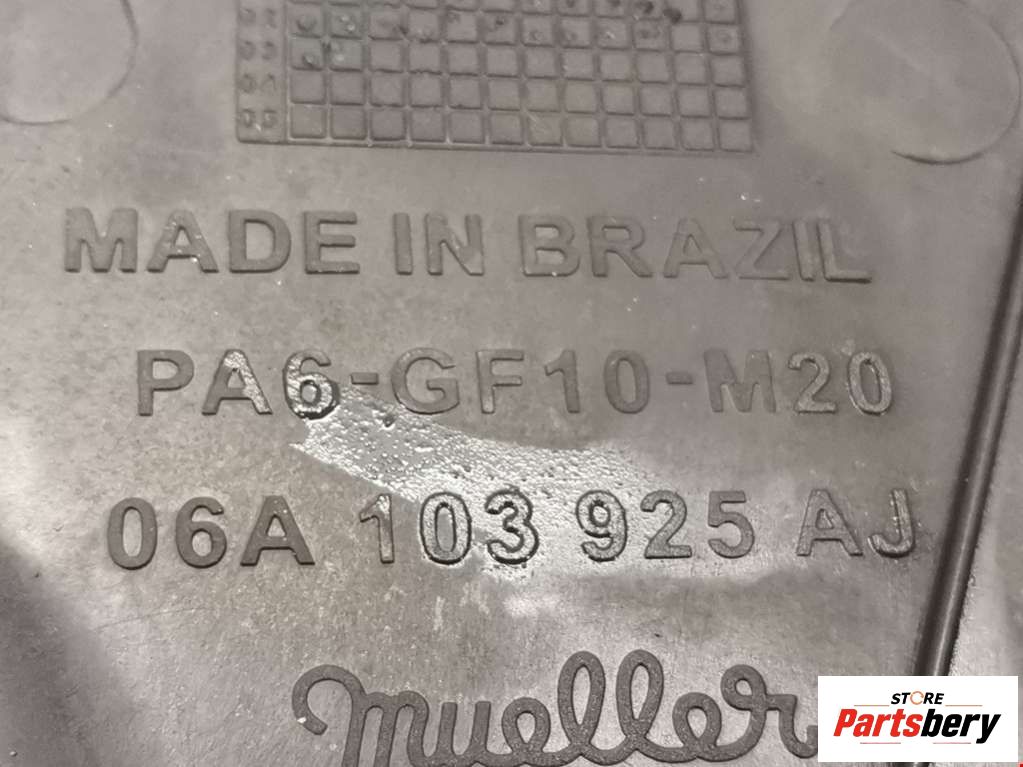 MADE IN BRAZIL
PA6-GF10-M20
06A 103 925 AJ
mueller
STORE
Partsbery